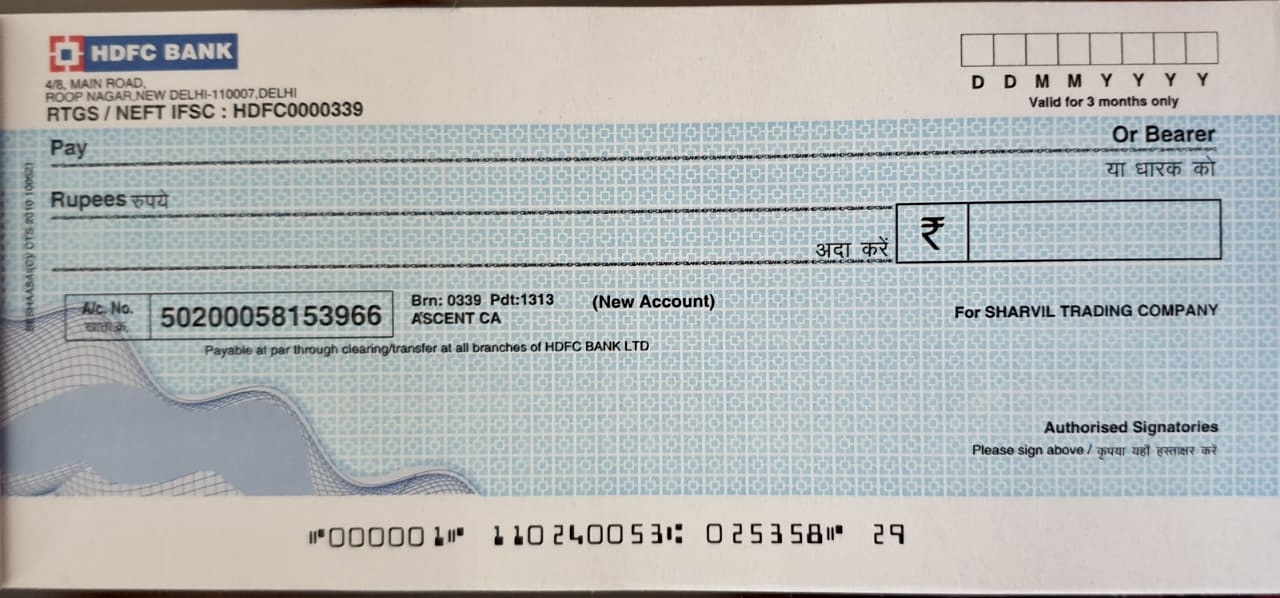 HDFC BANK
4/8, MAIN ROAD,
ROOP NAGAR,NEW DELHI-110007,DELHI
RTGS / NEFT IFSC : HDFC0000339
D D M M Y Y Y Y
Valid for 3 months only
Pay
Or Bearer
या धारक को
Rupees रुपये
अदा करें
₹
A/c. No.
खाता क्र.
50200058153966
Brn: 0339 Pdt:1313
ASCENT CA
(New Account)
For SHARVIL TRADING COMPANY
Payable at par through clearing/transfer at all branches of HDFC BANK LTD
Authorised Signatories
Please sign above / कृपया यहाँ हस्ताक्षर करें
CTS-2010
⑈000001⑈ 110240053⑆ 025358⑈ 29